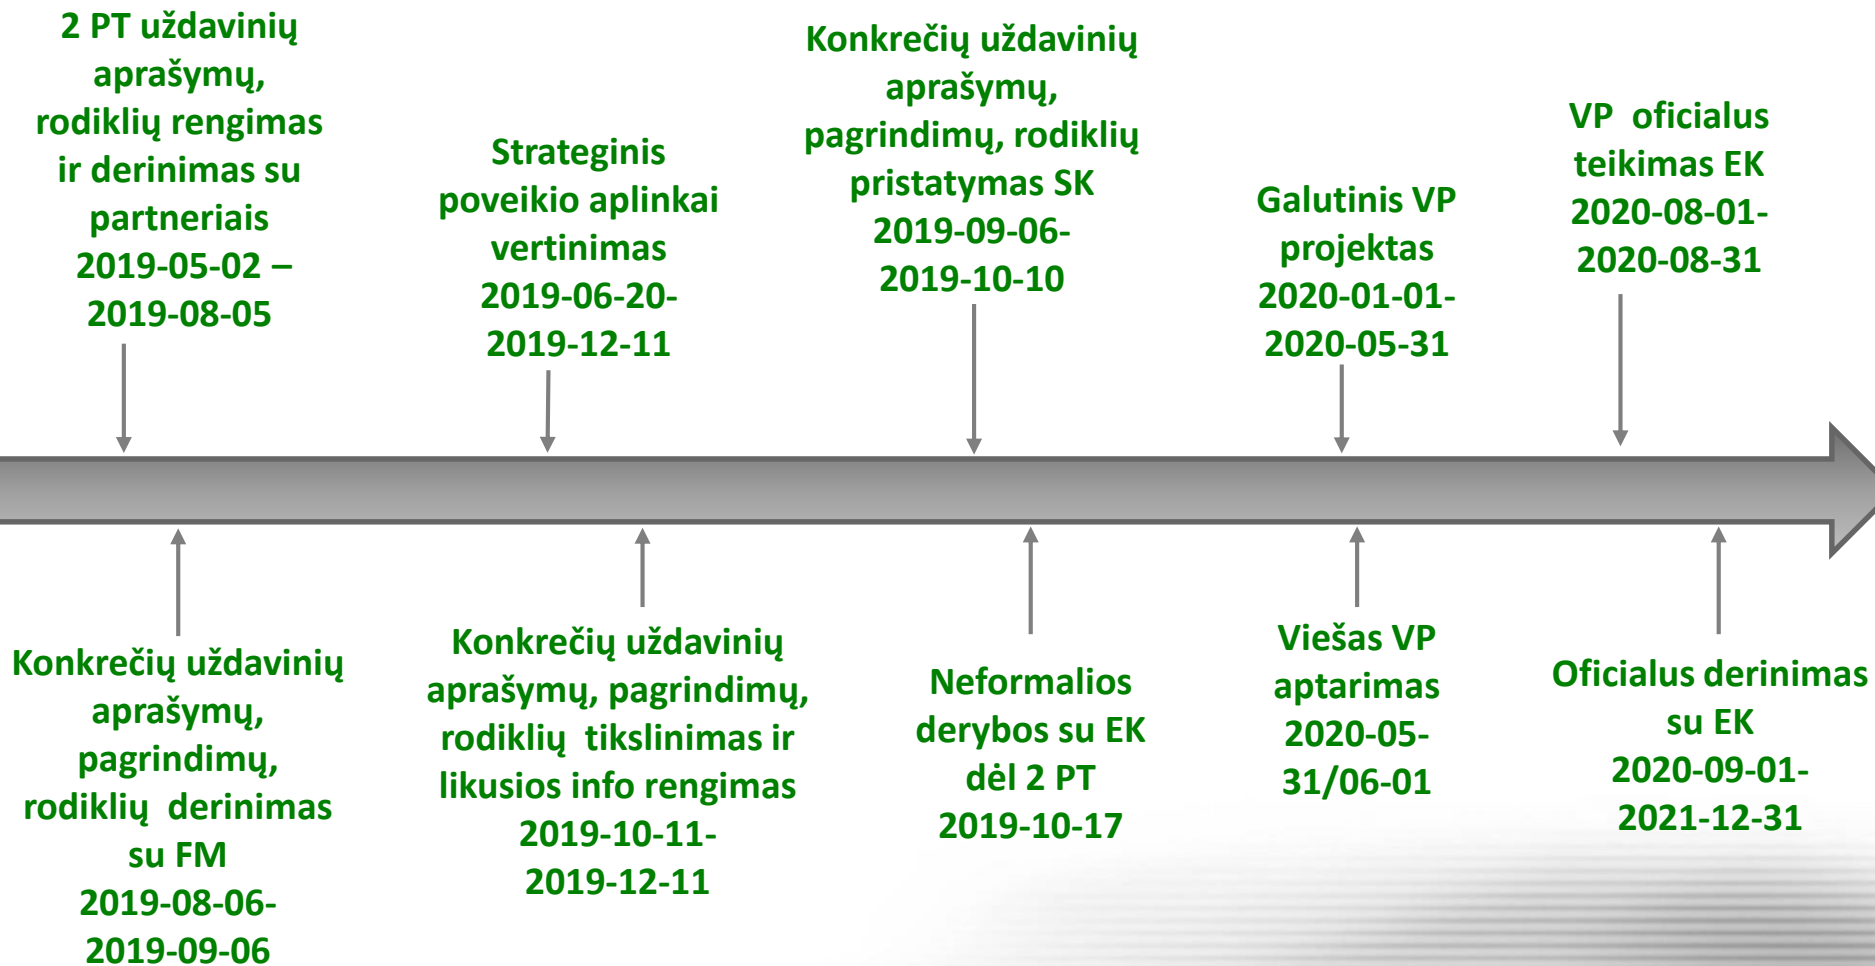 2 PT uždavinių
aprašymų,
rodiklių rengimas
ir derinimas su
partneriais
2019-05-02 –
2019-08-05
Strateginis
poveikio aplinkai
vertinimas
2019-06-20-
2019-12-11
Konkrečių uždavinių
aprašymų,
pagrindimų, rodiklių
pristatymas SK
2019-09-06-
2019-10-10
Galutinis VP
projektas
2020-01-01-
2020-05-31
VP oficialus
teikimas EK
2020-08-01-
2020-08-31
Konkrečių uždavinių
aprašymų,
pagrindimų,
rodiklių derinimas
su FM
2019-08-06-
2019-09-06
Konkrečių uždavinių
aprašymų, pagrindimų,
rodiklių tikslinimas ir
likusios info rengimas
2019-10-11-
2019-12-11
Neformalios
derybos su EK
dėl 2 PT
2019-10-17
Viešas VP
aptarimas
2020-05-
31/06-01
Oficialus derinimas
su EK
2020-09-01-
2021-12-31